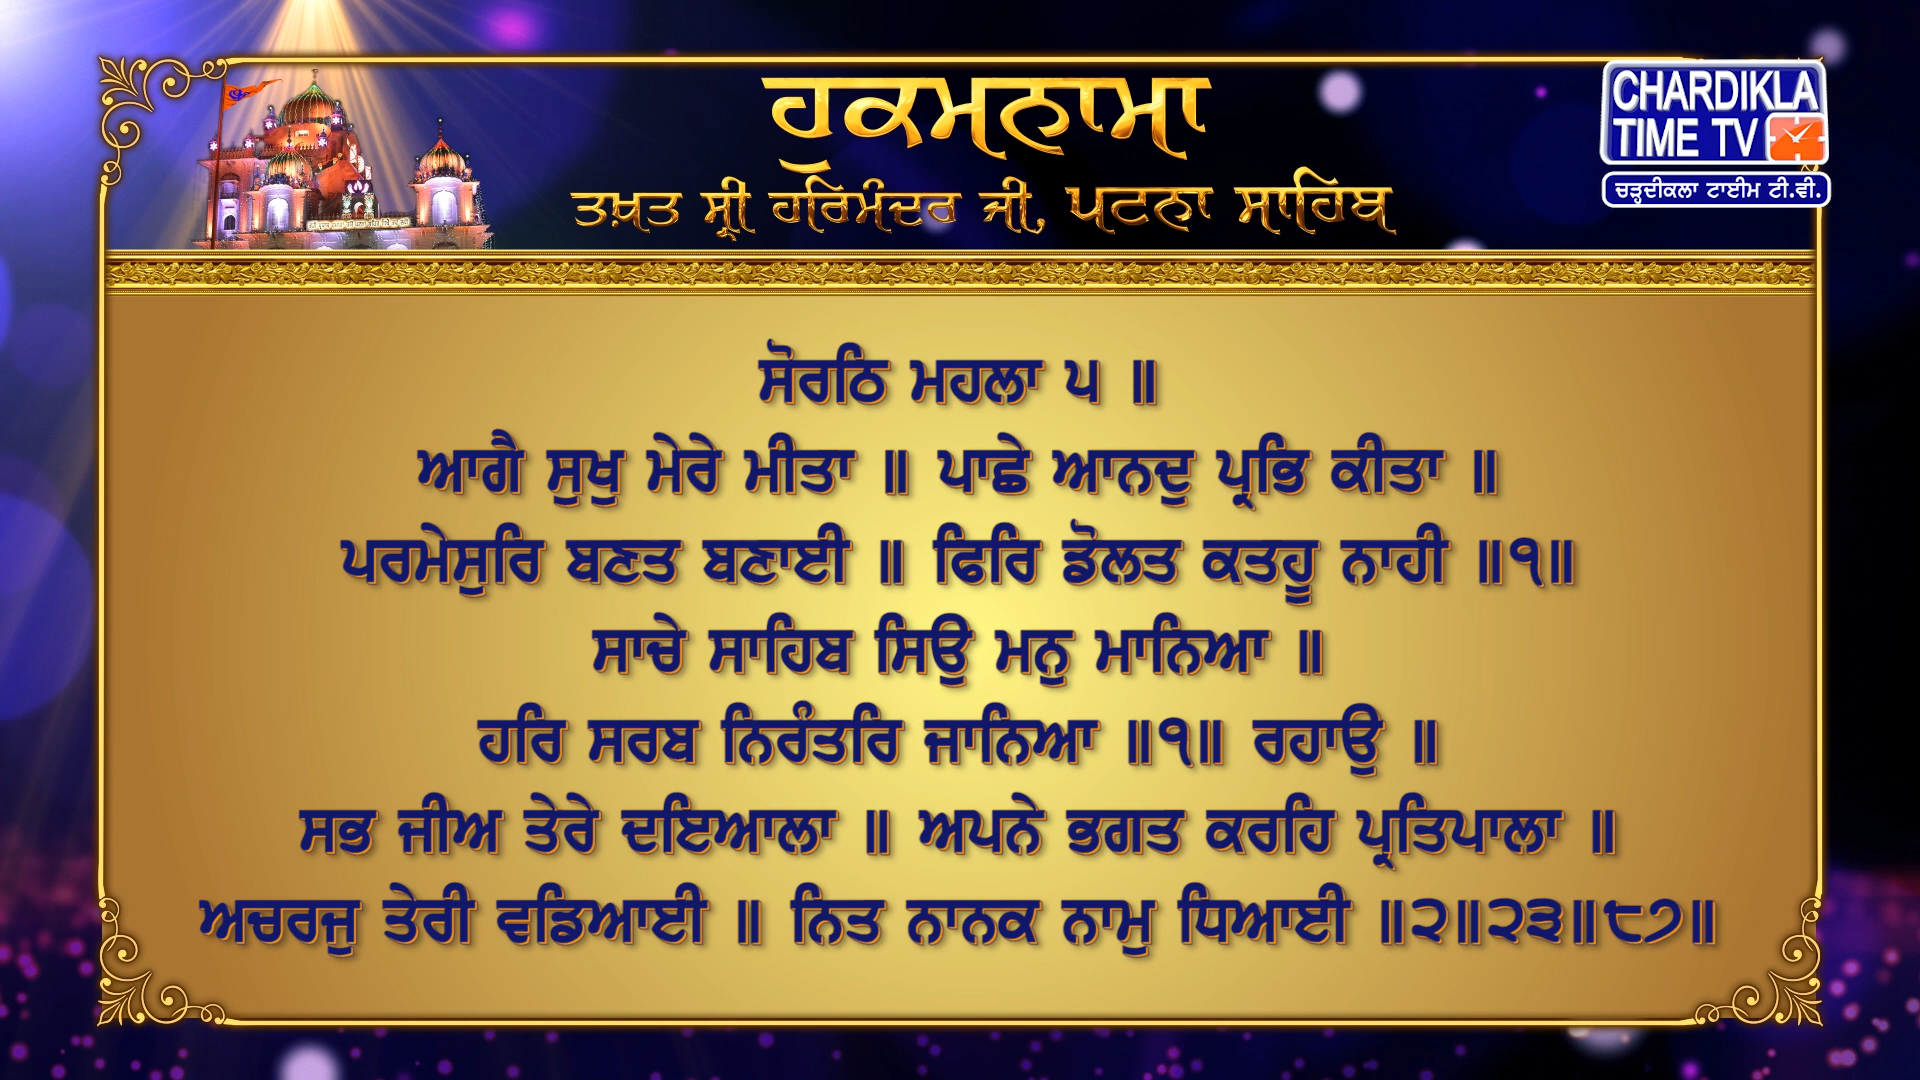 ਹੁਕਮਨਾਮਾ
ਤਖ਼ਤ ਸ੍ਰੀ ਹਰਿਮੰਦਰ ਜੀ, ਪਟਨਾ ਸਾਹਿਬ
CHARDIKLA
TIME TV
ਚੜ੍ਹਦੀਕਲਾ ਟਾਈਮ ਟੀ.ਵੀ.
ਸੋਰਠਿ ਮਹਲਾ ੫ ॥
ਆਗੈ ਸੁਖੁ ਮੇਰੇ ਮੀਤਾ ॥ ਪਾਛੇ ਆਨਦੁ ਪ੍ਰਭਿ ਕੀਤਾ ॥
ਪਰਮੇਸੁਰਿ ਬਣਤ ਬਣਾਈ ॥ ਫਿਰਿ ਡੋਲਤ ਕਤਹੂ ਨਾਹੀ ॥੧॥
ਸਾਚੇ ਸਾਹਿਬ ਸਿਉ ਮਨੁ ਮਾਨਿਆ ॥
ਹਰਿ ਸਰਬ ਨਿਰੰਤਰਿ ਜਾਨਿਆ ॥੧॥ ਰਹਾਉ ॥
ਸਭ ਜੀਅ ਤੇਰੇ ਦਇਆਲਾ ॥ ਅਪਨੇ ਭਗਤ ਕਰਹਿ ਪ੍ਰਤਿਪਾਲਾ ॥
ਅਚਰਜੁ ਤੇਰੀ ਵਡਿਆਈ ॥ ਨਿਤ ਨਾਨਕ ਨਾਮੁ ਧਿਆਈ ॥੨॥੨੩॥੮੭॥